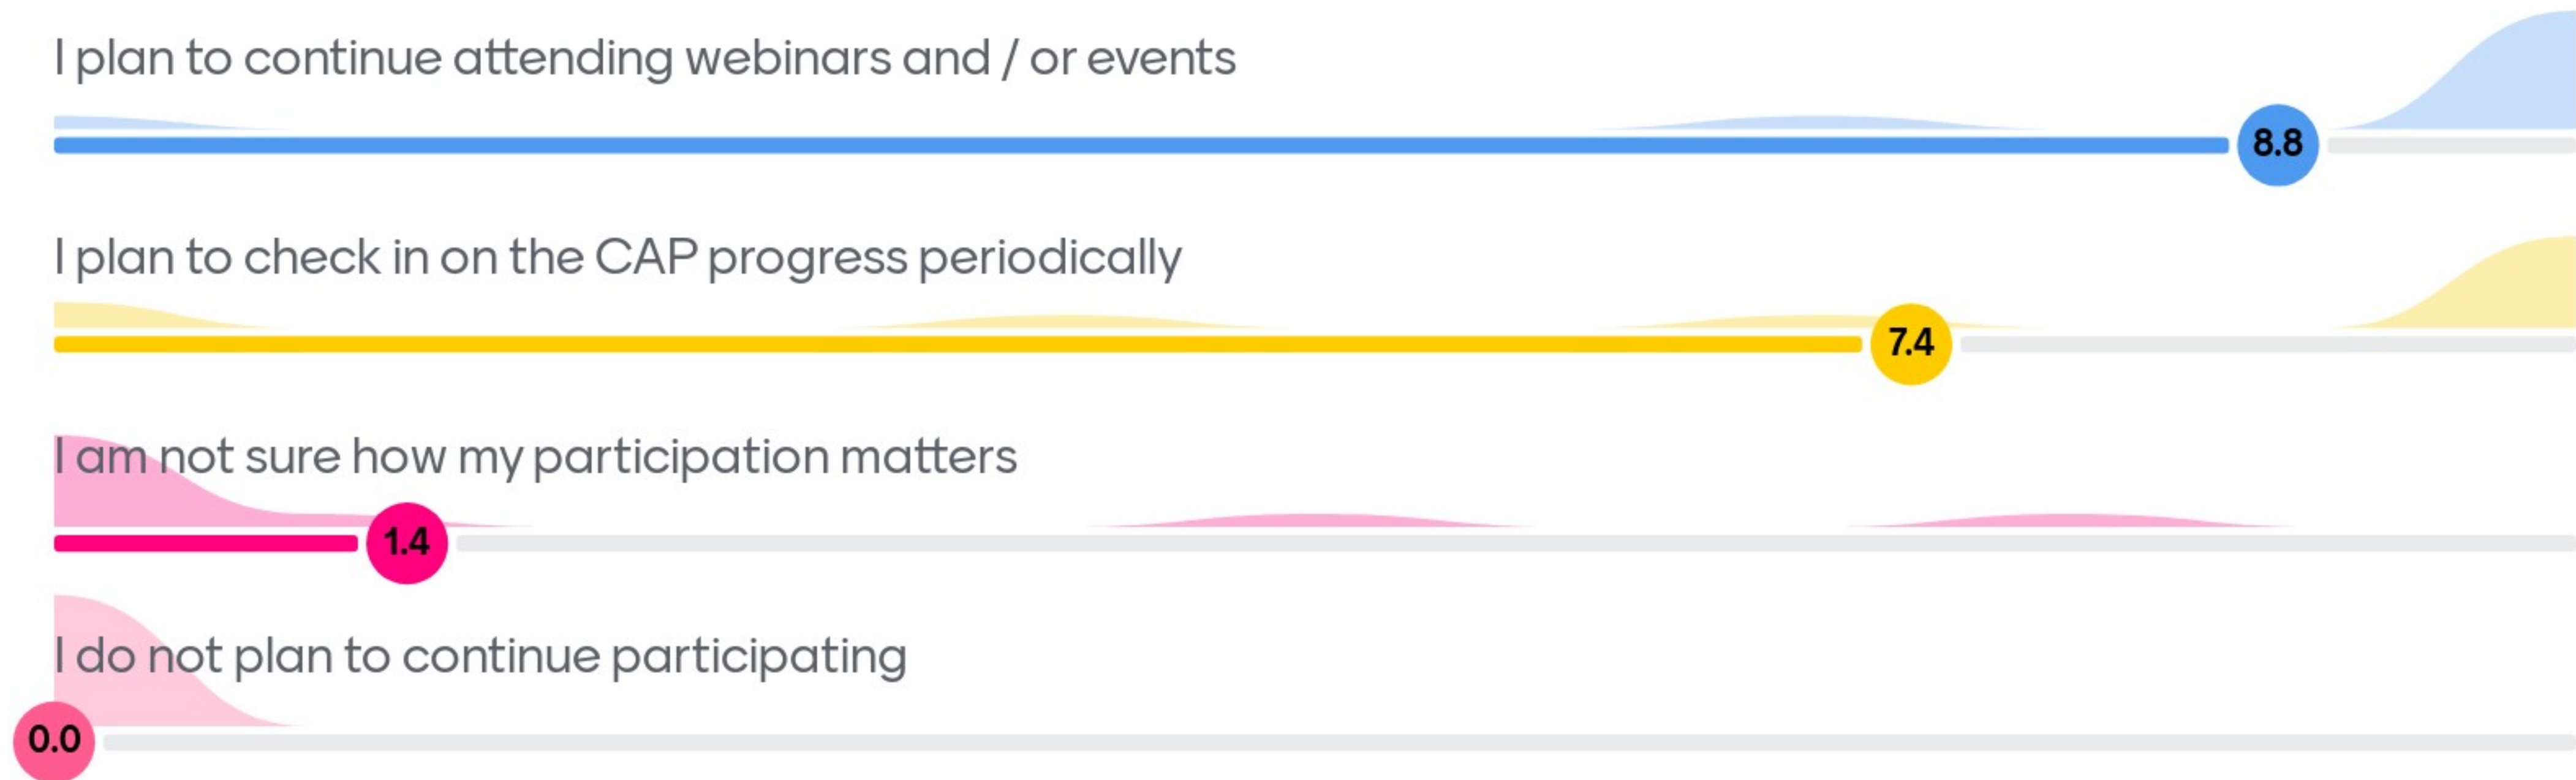 I plan to continue attending webinars and / or events
8.8
I plan to check in on the CAP progress periodically
7.4
I am not sure how my participation matters
1.4
I do not plan to continue participating
0.0